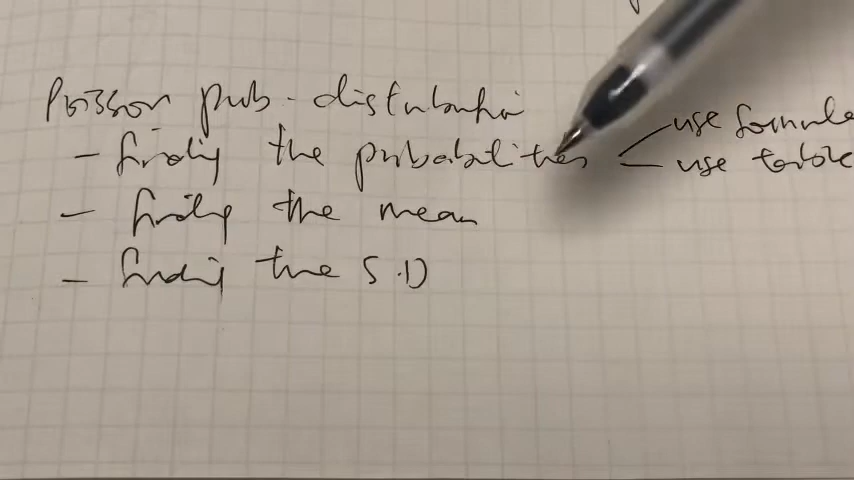 Poisson prob. distribution
- finding the probabilities
use formula
use table
- finding the mean
- finding the S.D